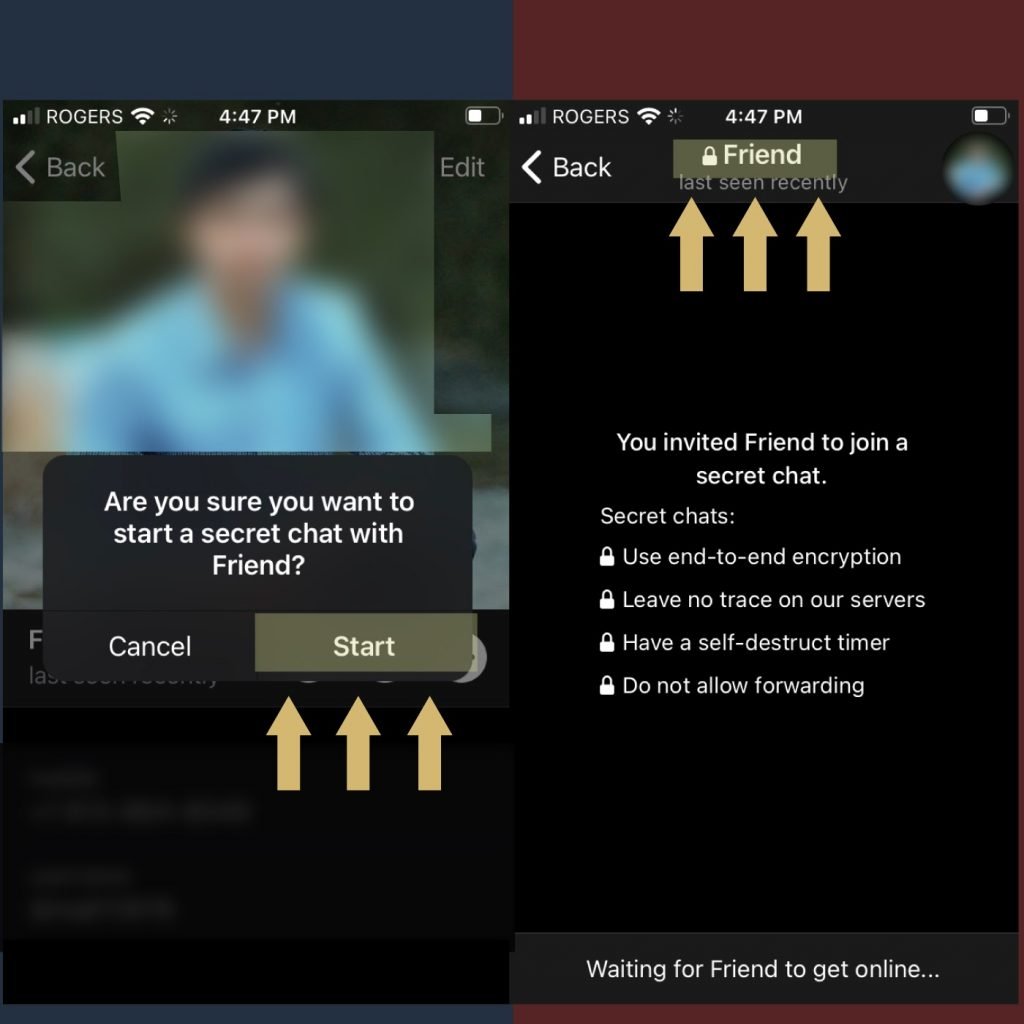 ROGERS 4:47 PM
Back Edit
Are you sure you want to
start a secret chat with
Friend?
Cancel Start
last seen recently
ROGERS 4:47 PM
Back Friend
last seen recently
You invited Friend to join a
secret chat.
Secret chats:
Use end-to-end encryption
Leave no trace on our servers
Have a self-destruct timer
Do not allow forwarding
Waiting for Friend to get online...